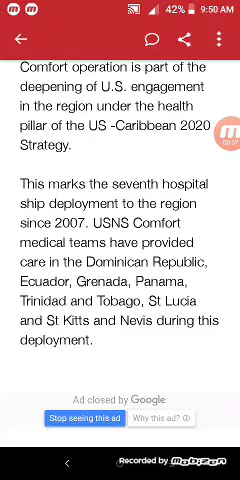 42% 9:50 AM
Comfort operation is part of the
deepening of U.S. engagement
in the region under the health
pillar of the US -Caribbean 2020
Strategy.
08:37
This marks the seventh hospital
ship deployment to the region
since 2007. USNS Comfort
medical teams have provided
care in the Dominican Republic,
Ecuador, Grenada, Panama,
Trinidad and Tobago, St Lucia
and St Kitts and Nevis during this
deployment.
Ad closed by Google
Stop seeing this ad Why this ad?
Recorded by mobizen